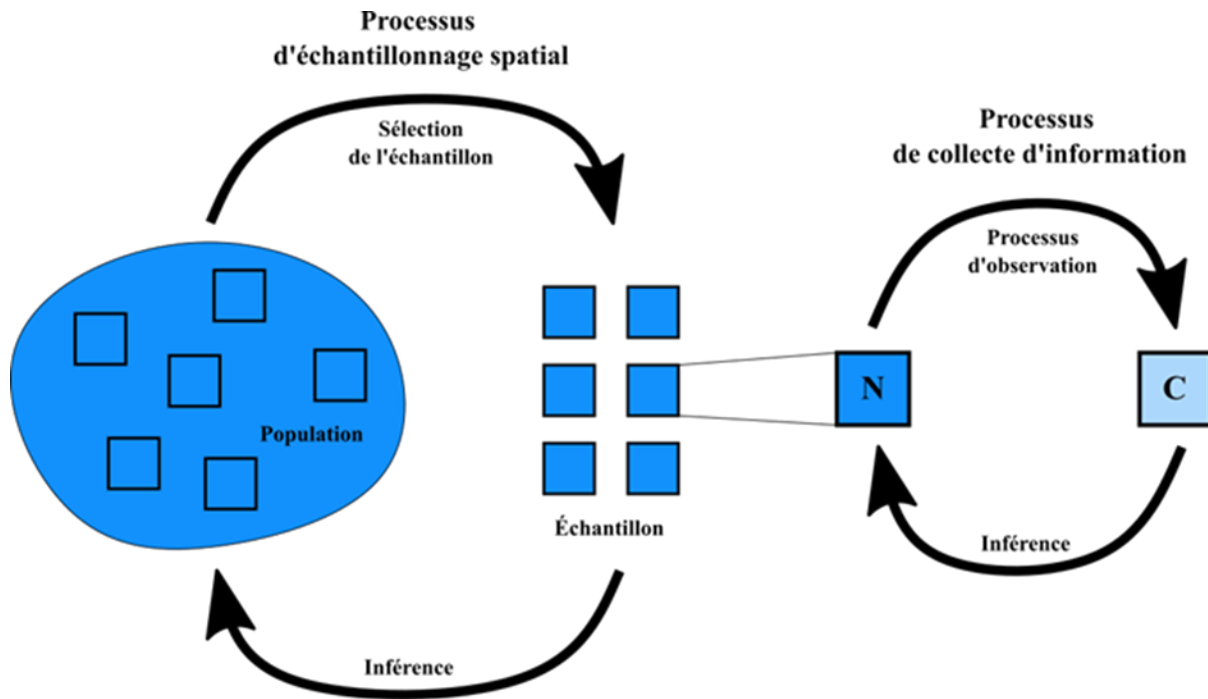 Processus
d'échantillonnage spatial
Sélection
de l'échantillon
Processus
de collecte d'information
Processus
d'observation
Population
Échantillon
N
C
Inférence
Inférence